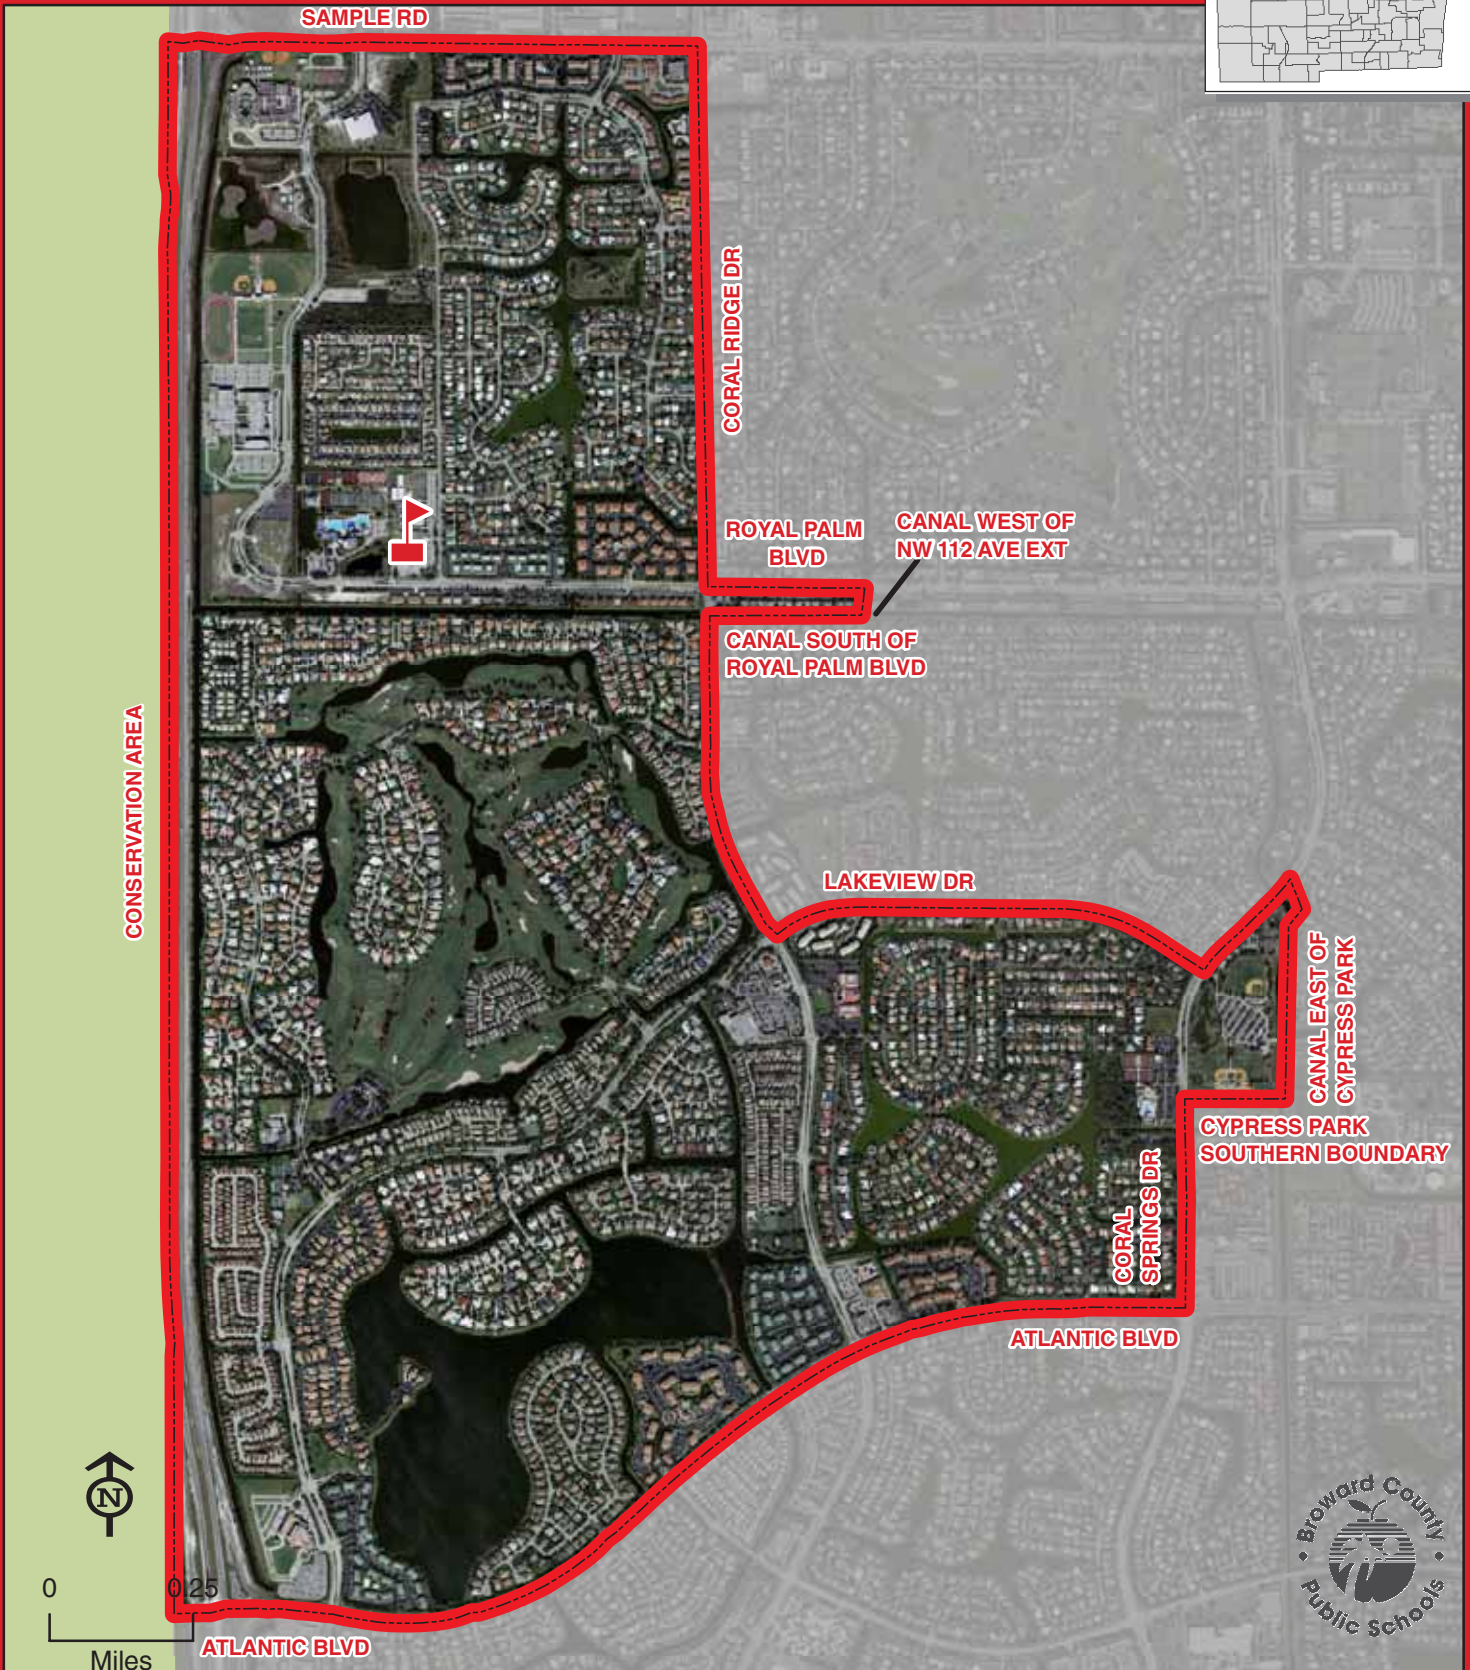 SAMPLE RD
CORAL RIDGE DR
ROYAL PALM
BLVD
CANAL WEST OF
NW 112 AVE EXT
CANAL SOUTH OF
ROYAL PALM BLVD
CONSERVATION AREA
LAKEVIEW DR
CANAL EAST OF
CYPRESS PARK
CYPRESS PARK
SOUTHERN BOUNDARY
CORAL
SPRINGS DR
ATLANTIC BLVD
N
0 0.25
Miles
ATLANTIC BLVD
Broward County
Public Schools